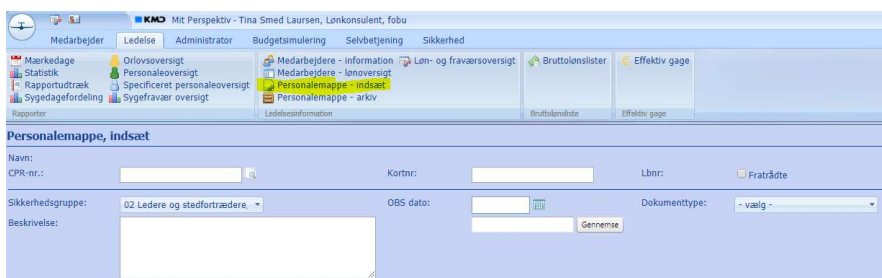 KMD Mit Perspektiv - Tina Smed Laursen, Lønkonsulent, fobu
Medarbejder Ledelse Administrator Budgetsimulering Selvbetjening Sikkerhed
Mærkedage Orlovsoversigt Medarbejdere - information Løn- og fraværsoversigt Bruttolønslister Effektiv gage
Statistik Personaleoversigt Medarbejdere - lønoversigt
Rapportudtræk Specificeret personaleoversigt Personalemappe - indsæt
Sygedagefordeling Sygefravær oversigt Personalemappe - arkiv
Rapporter Ledelsesinformation Bruttolønsliste Effektiv gage
Personalemappe, indsæt
Navn:
CPR-nr.: Kortnr: Lbnr: Fratrådte
Sikkerhedsgruppe: 02 Ledere og stedfortrædere, OBS dato: Dokumenttype: - vælg -
Beskrivelse: Gennemse